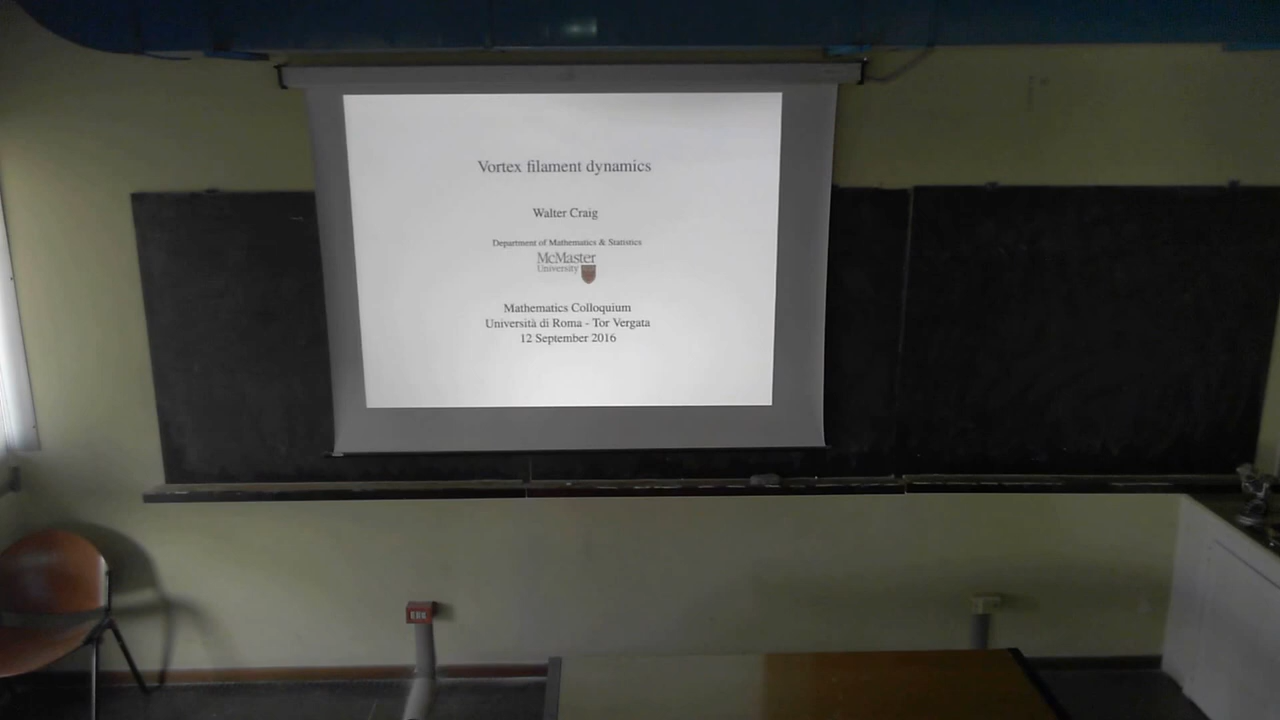 Vortex filament dynamics
Walter Craig
Department of Mathematics & Statistics
McMaster
University
Mathematics Colloquium
Università di Roma - Tor Vergata
12 September 2016